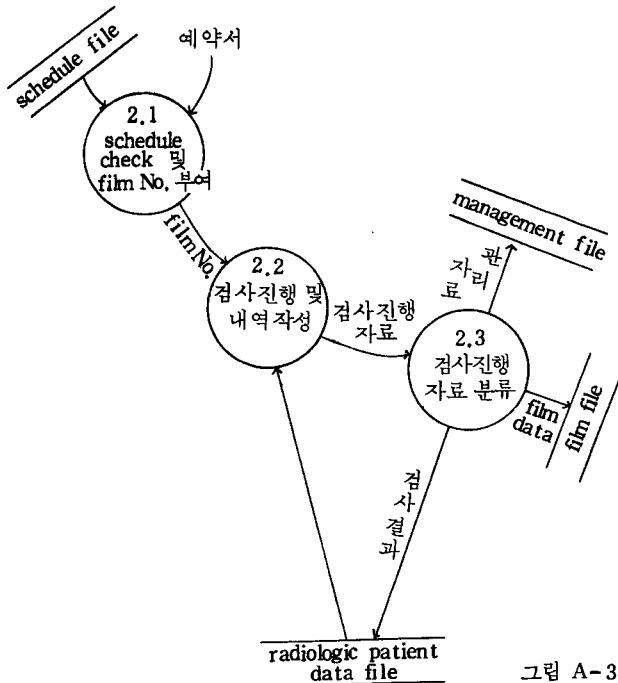 schedule file
예약서
2.1
schedule
check 및
film No. 부여
film No.
2.2
검사진행 및
내역작성
검사진행
자료
관리
자료
management file
2.3
검사진행
자료 분류
film
data
film file
검사결과
radiologic patient
data file
그림 A-3